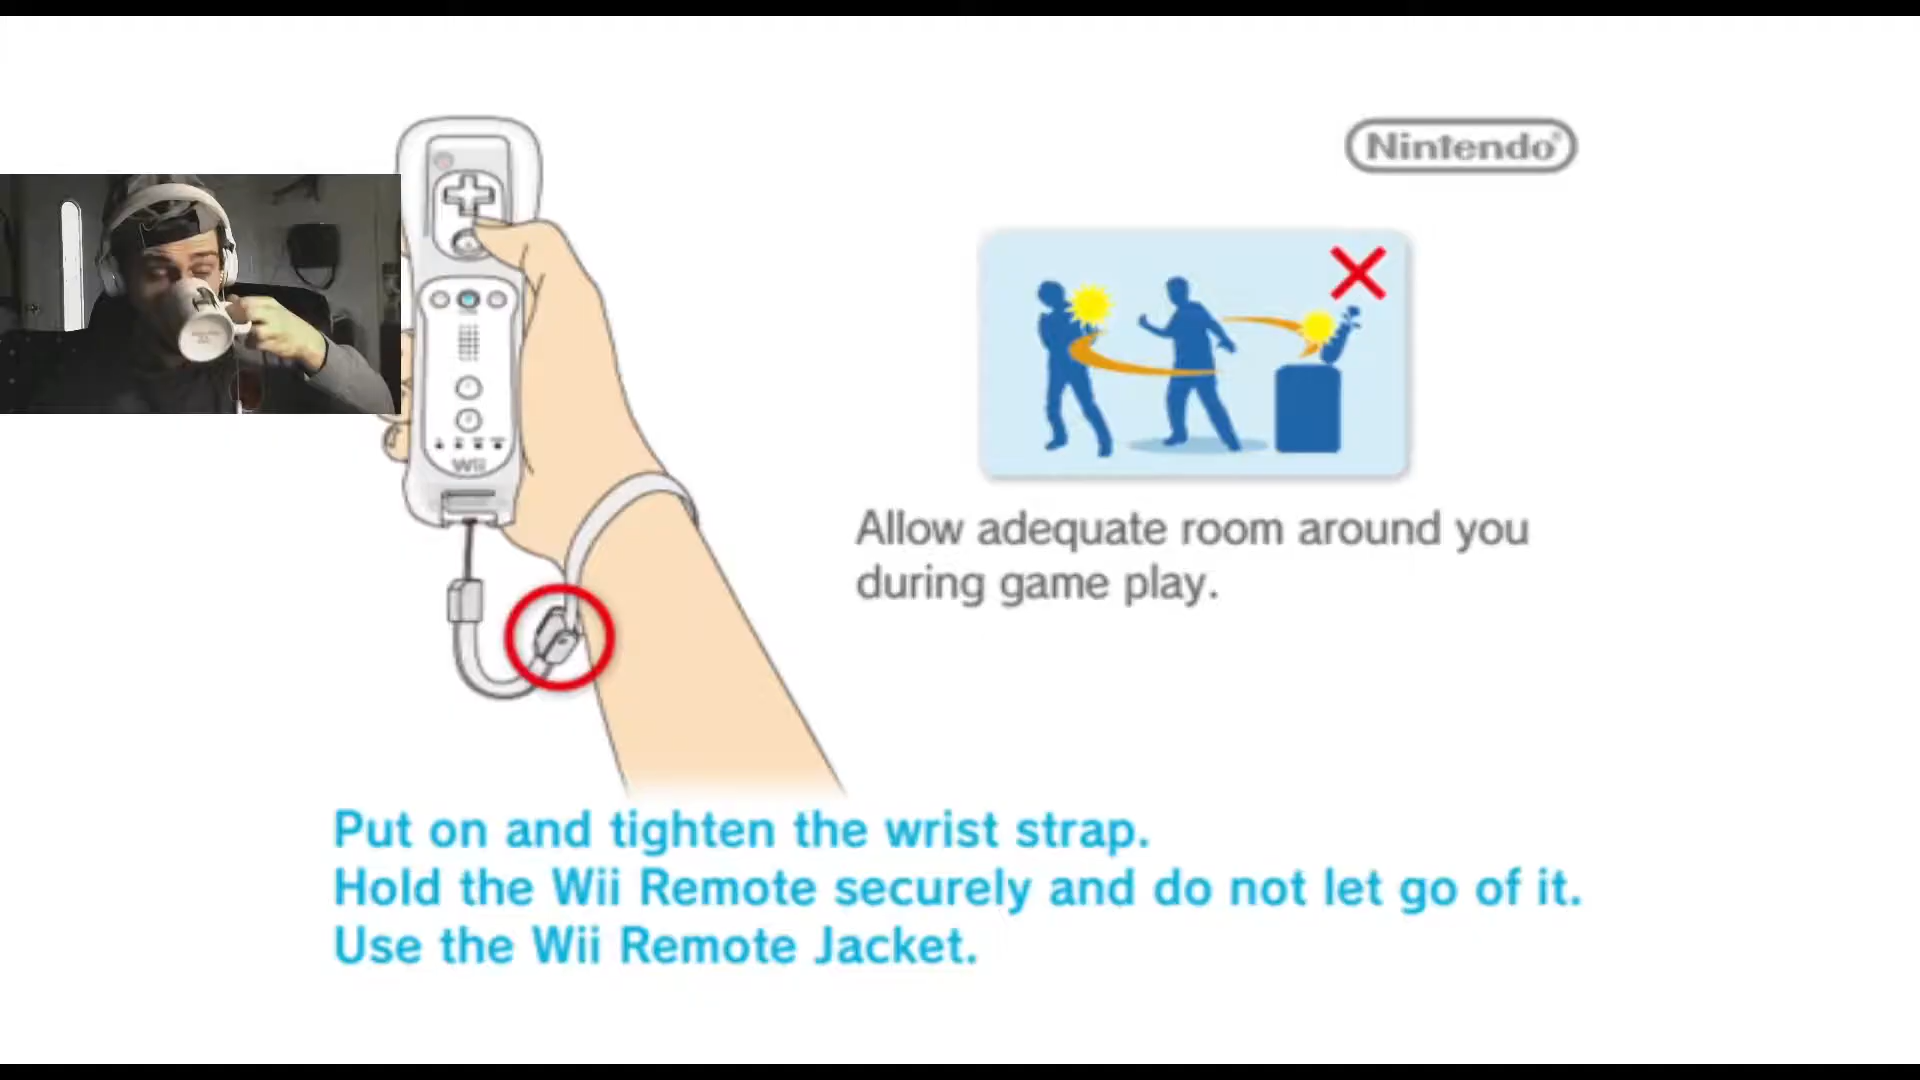 Nintendo®
Wii
Allow adequate room around you
during game play.
Put on and tighten the wrist strap.
Hold the Wii Remote securely and do not let go of it.
Use the Wii Remote Jacket.